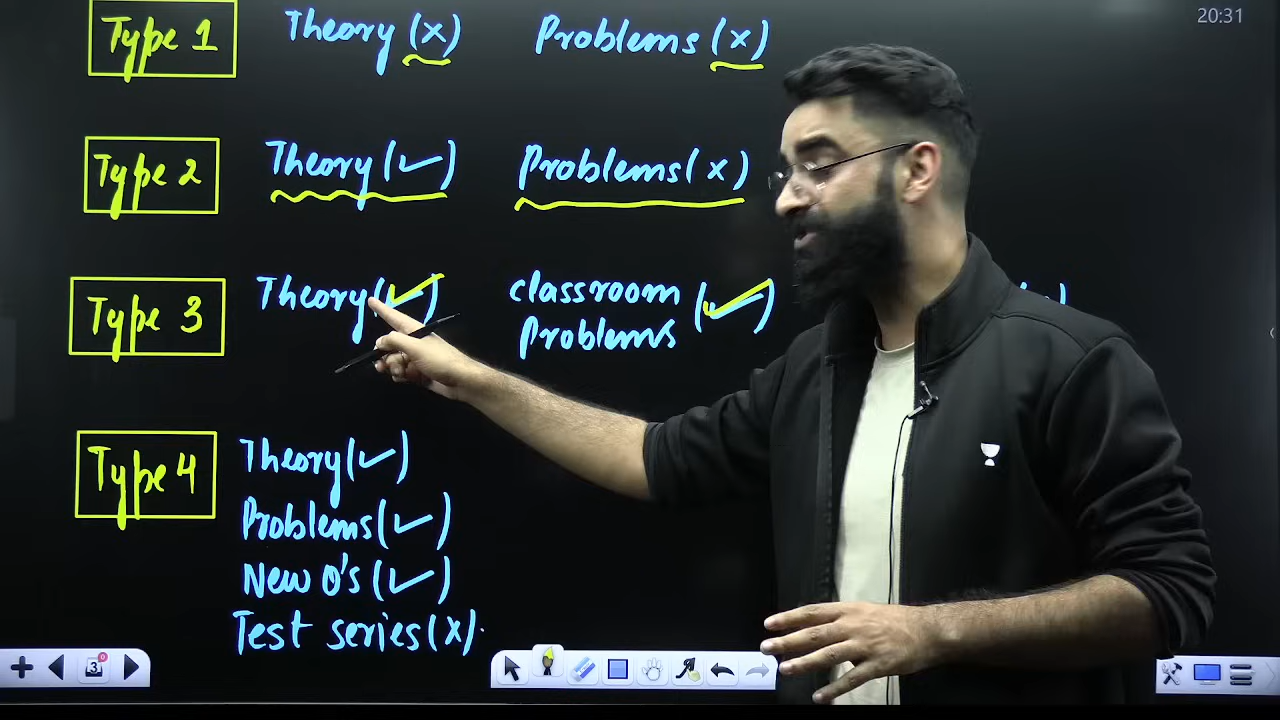 20:31
Type 1 Theory (x) Problems (x)
Type 2 Theory (✓) Problems (x)
Type 3 Theory (✓) classroom problems (✓)
Type 4 Theory (✓)
Problems (✓)
New Q's (✓)
Test series (x).
3
0